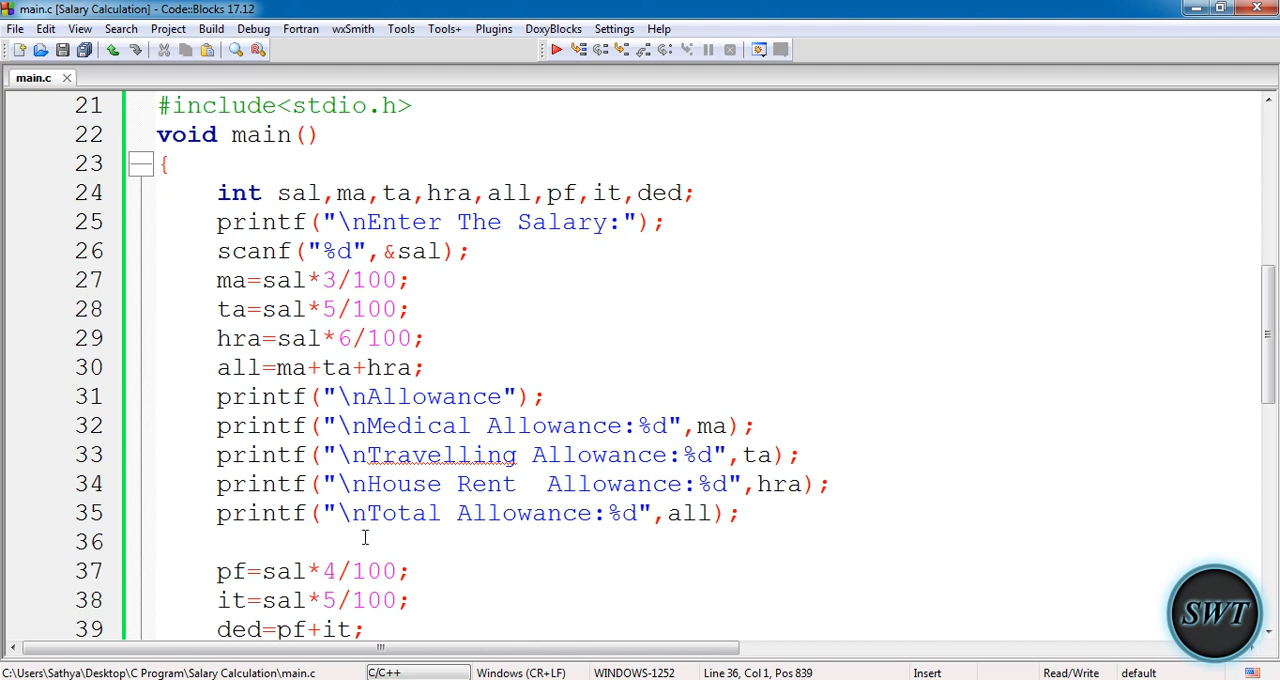 main.c [Salary Calculation] - Code::Blocks 17.12
File Edit View Search Project Build Debug Fortran wxSmith Tools Tools+ Plugins DoxyBlocks Settings Help
main.c
21 #include<stdio.h>
22 void main()
23 {
24 int sal,ma,ta,hra,all,pf,it,ded;
25 printf("\nEnter The Salary:");
26 scanf("%d",&sal);
27 ma=sal*3/100;
28 ta=sal*5/100;
29 hra=sal*6/100;
30 all=ma+ta+hra;
31 printf("\nAllowance");
32 printf("\nMedical Allowance:%d",ma);
33 printf("\nTravelling Allowance:%d",ta);
34 printf("\nHouse Rent  Allowance:%d",hra);
35 printf("\nTotal Allowance:%d",all);
36
37 pf=sal*4/100;
38 it=sal*5/100;
39 ded=pf+it;
SWT
C:\Users\Sathya\Desktop\C Program\Salary Calculation\main.c C/C++ Windows (CR+LF) WINDOWS-1252 Line 36, Col 1, Pos 839 Insert Read/Write default